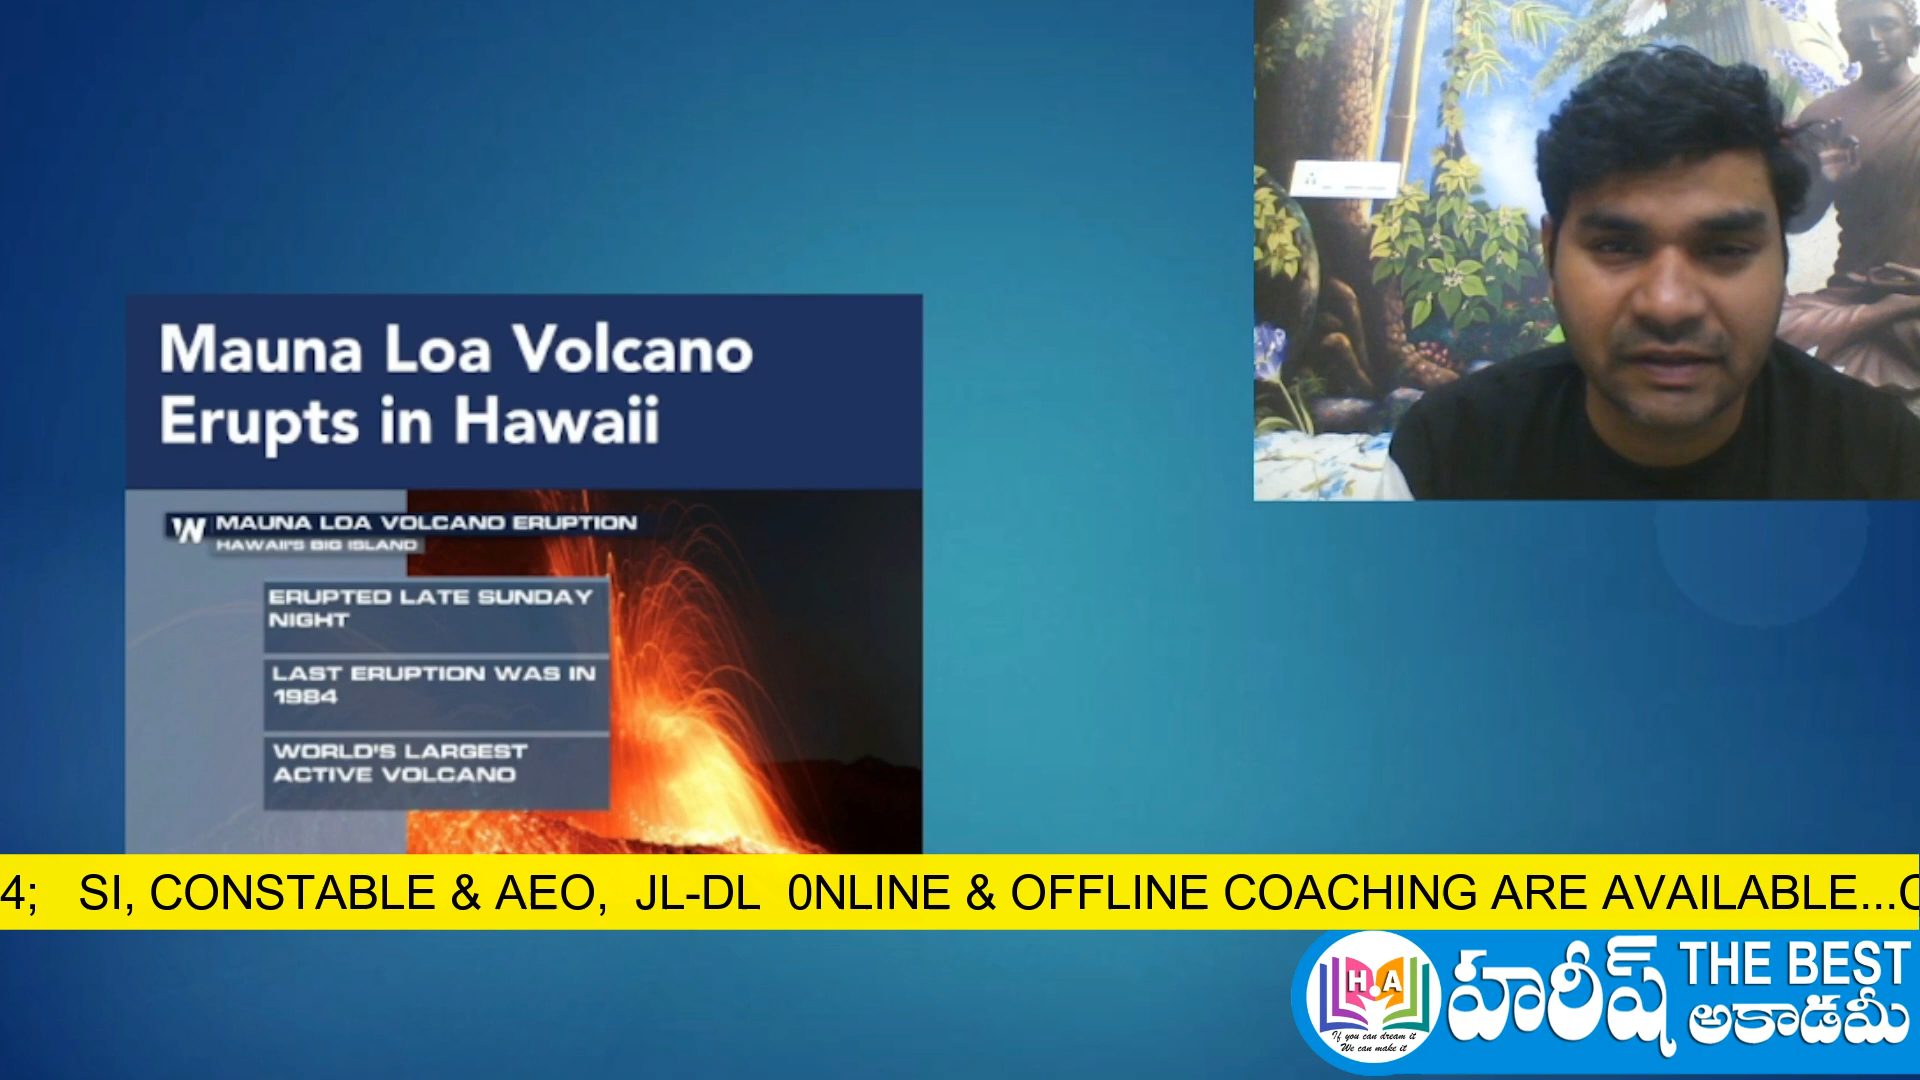 Mauna Loa Volcano
Erupts in Hawaii
W MAUNA LOA VOLCANO ERUPTION
HAWAII'S BIG ISLAND
ERUPTED LATE SUNDAY
NIGHT
LAST ERUPTION WAS IN
1984
WORLD'S LARGEST
ACTIVE VOLCANO
4; SI, CONSTABLE & AEO, JL-DL 0NLINE & OFFLINE COACHING ARE AVAILABLE...
H.A
If you can dream it
We can make it
హరీష్
THE BEST
అకాడమీ